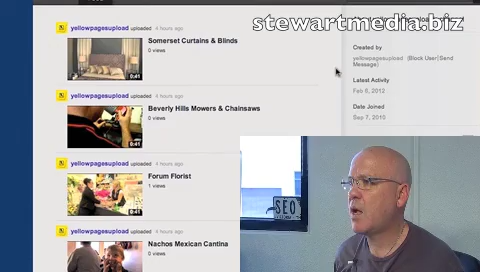 stewartmedia.biz
yellowpagesupload uploaded 4 hours ago
Somerset Curtains & Blinds
0 views
0:41
Created by
yellowpagesupload (Block User|Send Message)
Latest Activity
Feb 8, 2012
Date Joined
Sep 7, 2010
yellowpagesupload uploaded 4 hours ago
Beverly Hills Mowers & Chainsaws
0 views
0:41
yellowpagesupload uploaded 4 hours ago
Forum Florist
1 views
0:41
yellowpagesupload uploaded 4 hours ago
Nachos Mexican Cantina
0 views
SEO